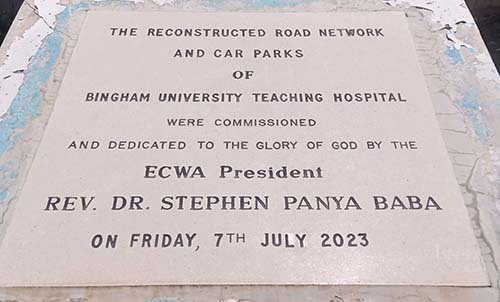 THE RECONSTRUCTED ROAD NETWORK
AND CAR PARKS
OF
BINGHAM UNIVERSITY TEACHING HOSPITAL
WERE COMMISSIONED
AND DEDICATED TO THE GLORY OF GOD BY THE
ECWA President
REV. DR. STEPHEN PANYA BABA
ON FRIDAY, 7TH JULY 2023